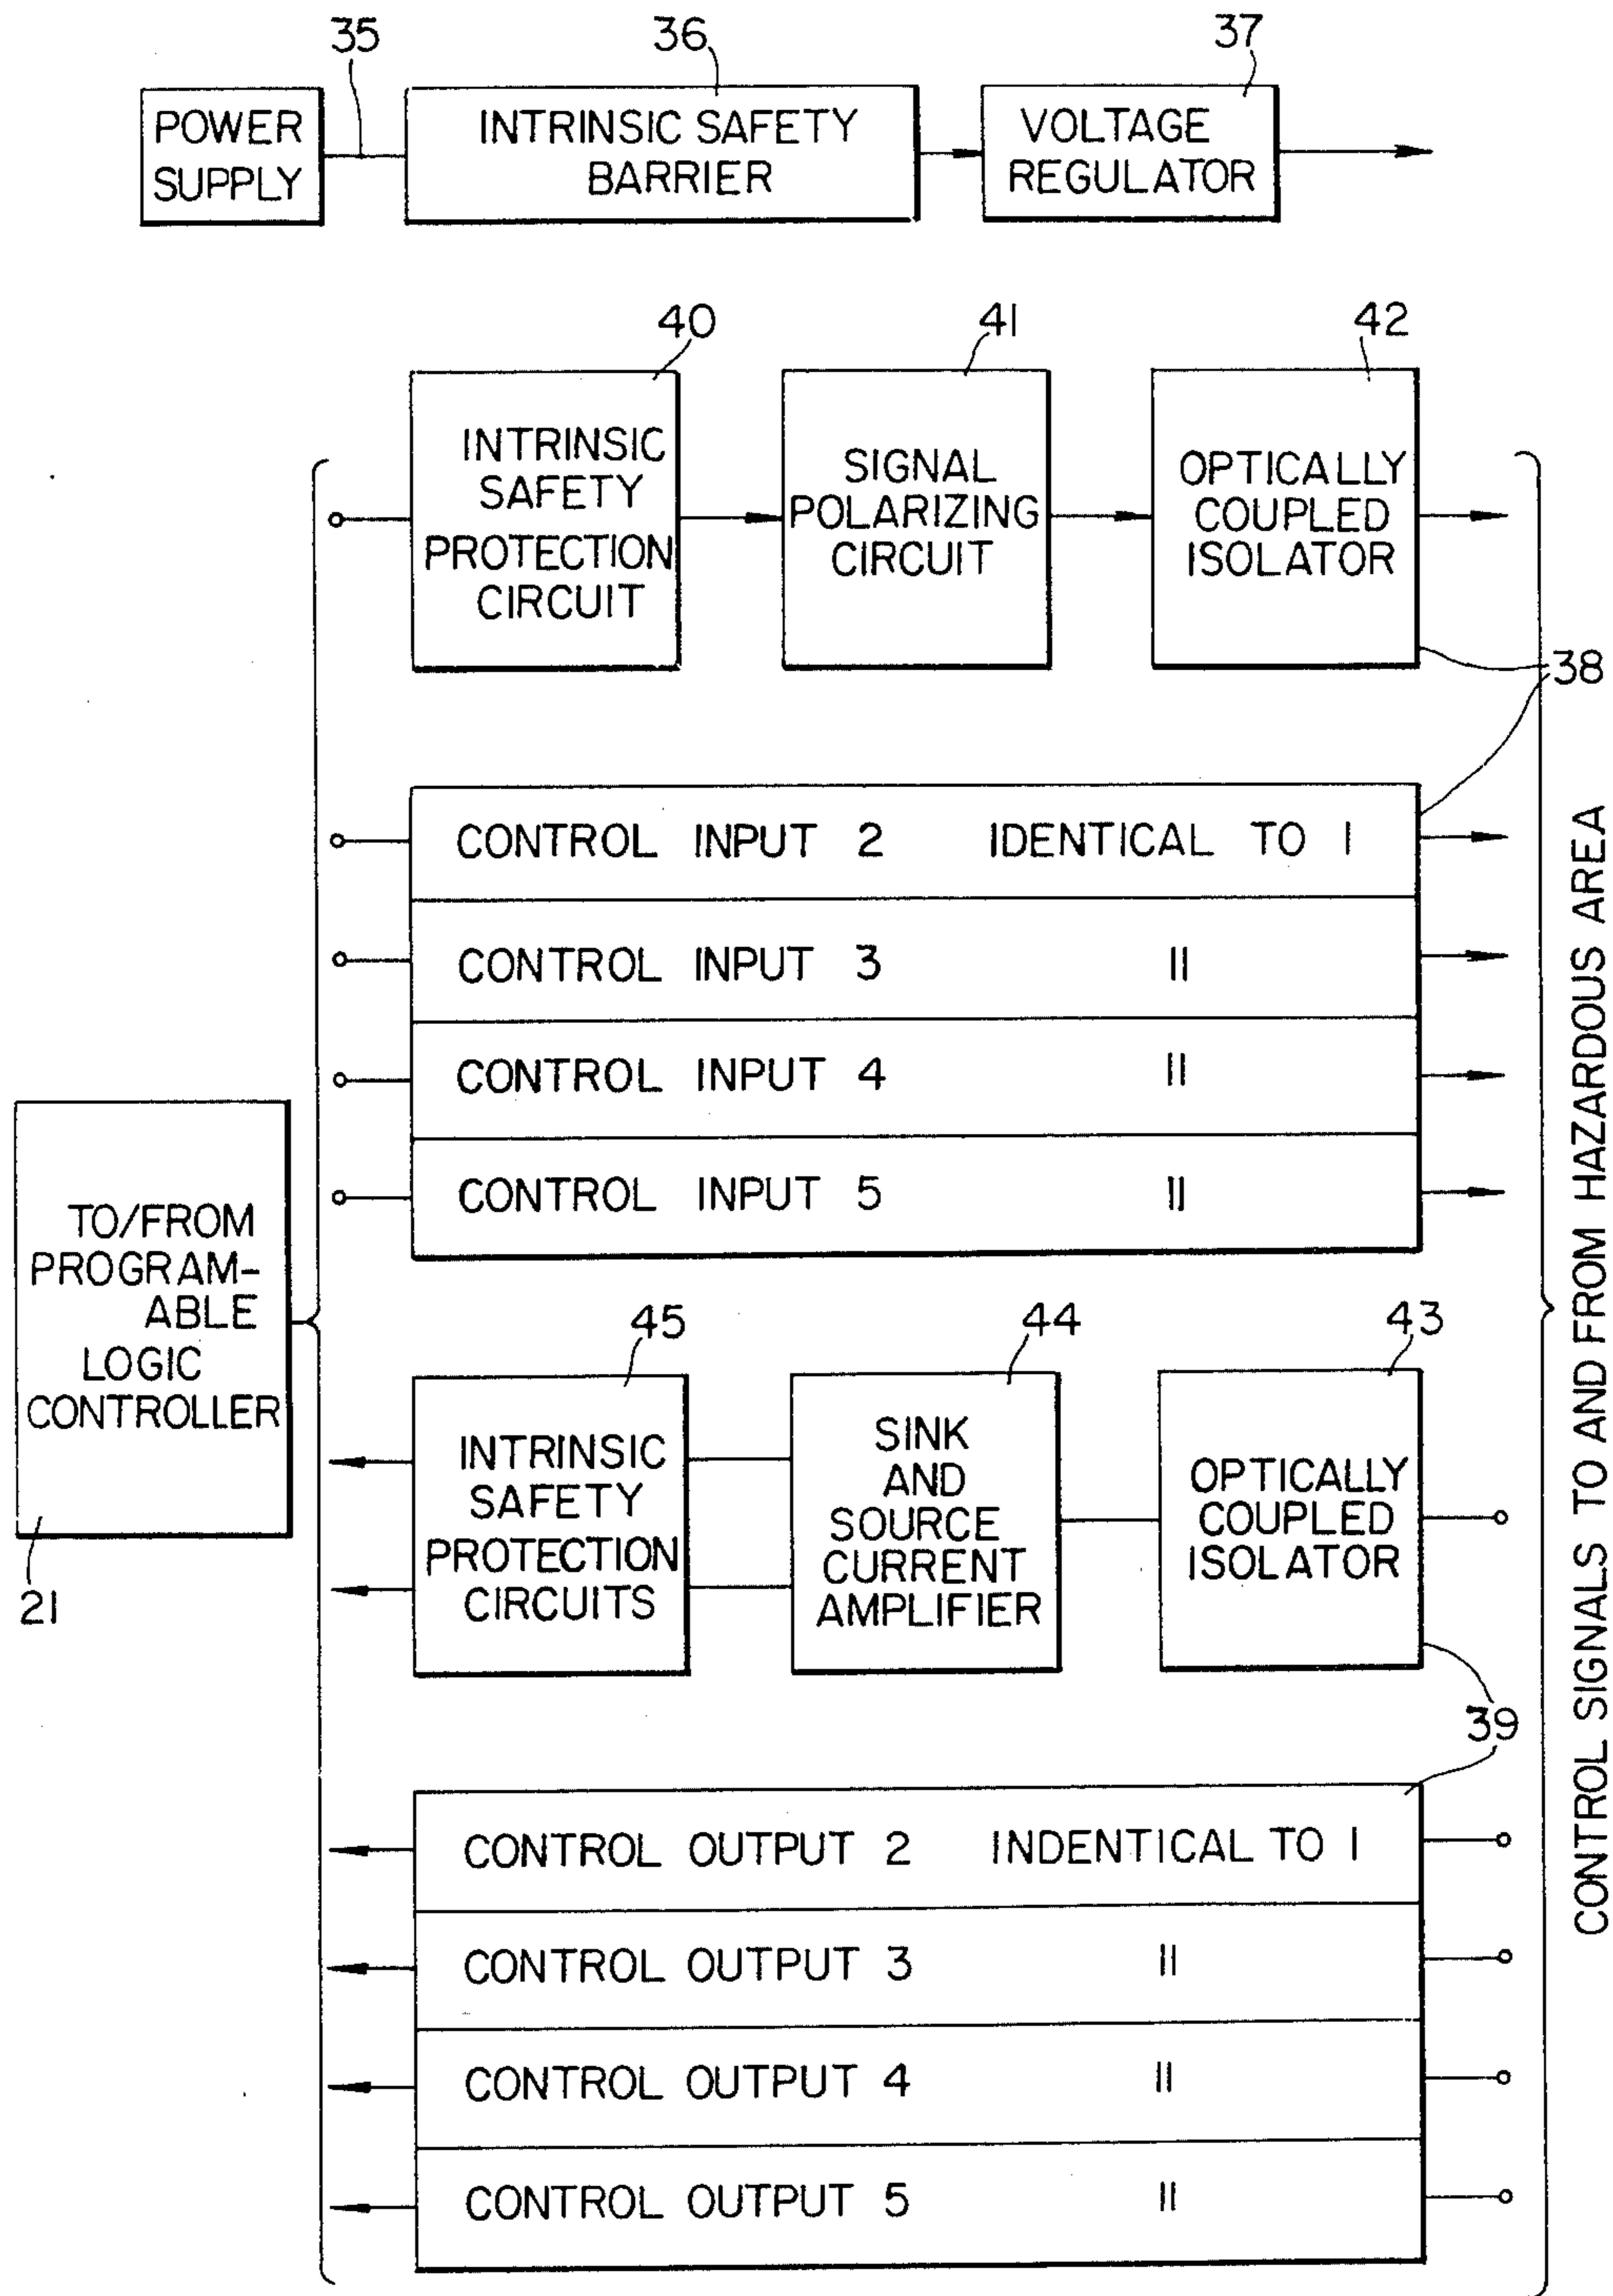 35
36
37
POWER
SUPPLY
INTRINSIC SAFETY
BARRIER
VOLTAGE
REGULATOR
40
41
42
INTRINSIC
SAFETY
PROTECTION
CIRCUIT
SIGNAL
POLARIZING
CIRCUIT
OPTICALLY
COUPLED
ISOLATOR
38
CONTROL INPUT 2 IDENTICAL TO 1
CONTROL INPUT 3 "
CONTROL INPUT 4 "
CONTROL INPUT 5 "
TO/FROM
PROGRAM-
ABLE
LOGIC
CONTROLLER
21
45
44
43
INTRINSIC
SAFETY
PROTECTION
CIRCUITS
SINK
AND
SOURCE
CURRENT
AMPLIFIER
OPTICALLY
COUPLED
ISOLATOR
39
CONTROL OUTPUT 2 INDENTICAL TO 1
CONTROL OUTPUT 3 "
CONTROL OUTPUT 4 "
CONTROL OUTPUT 5 "
CONTROL SIGNALS TO AND FROM HAZARDOUS AREA